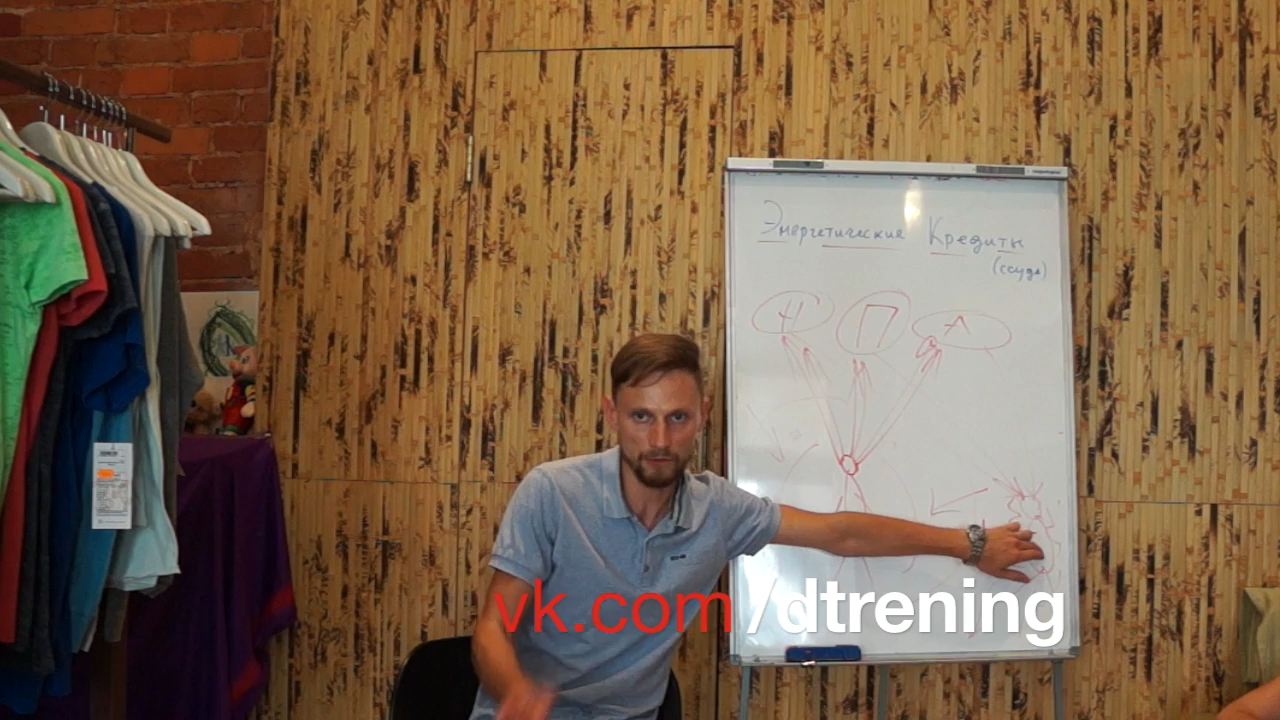 Энергетические Кредиты
(ссуда)
П А
vk.com/dtrening